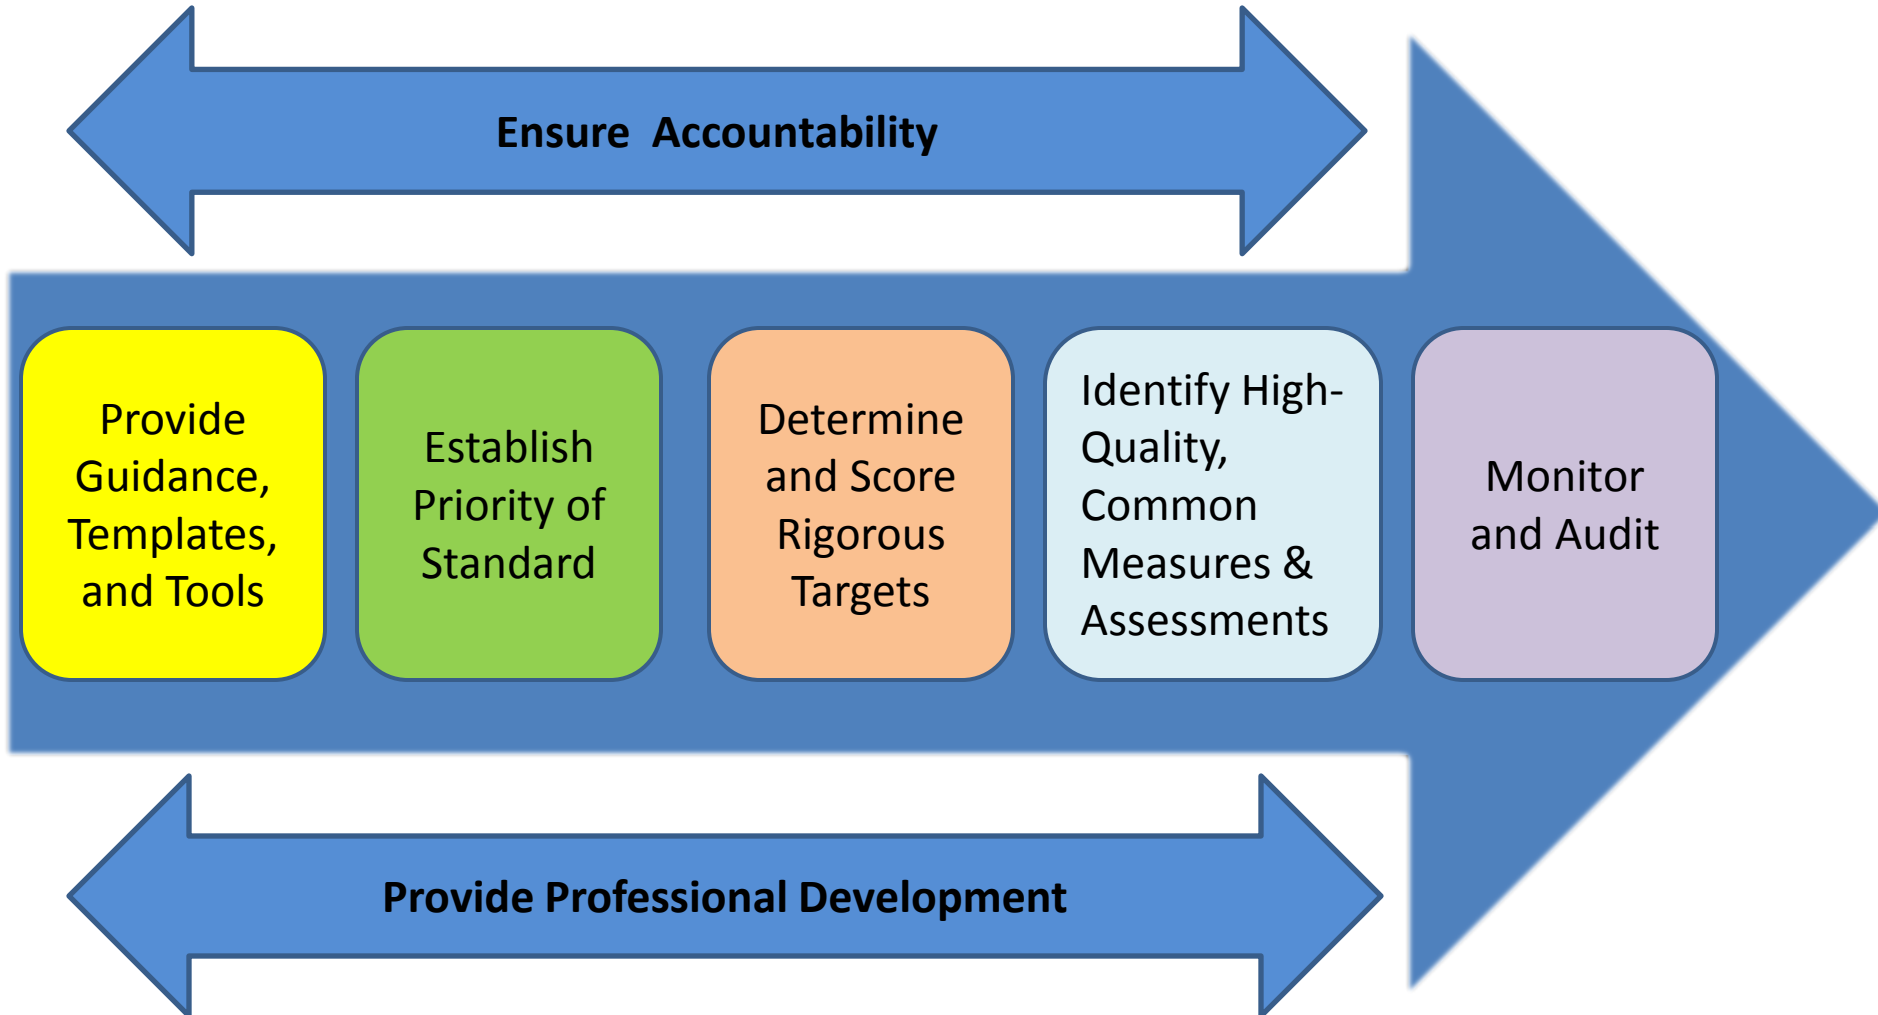 Ensure  Accountability
Provide
Guidance,
Templates,
and Tools
Establish
Priority of
Standard
Determine
and Score
Rigorous
Targets
Identify High-
Quality,
Common
Measures &
Assessments
Monitor
and Audit
Provide Professional Development